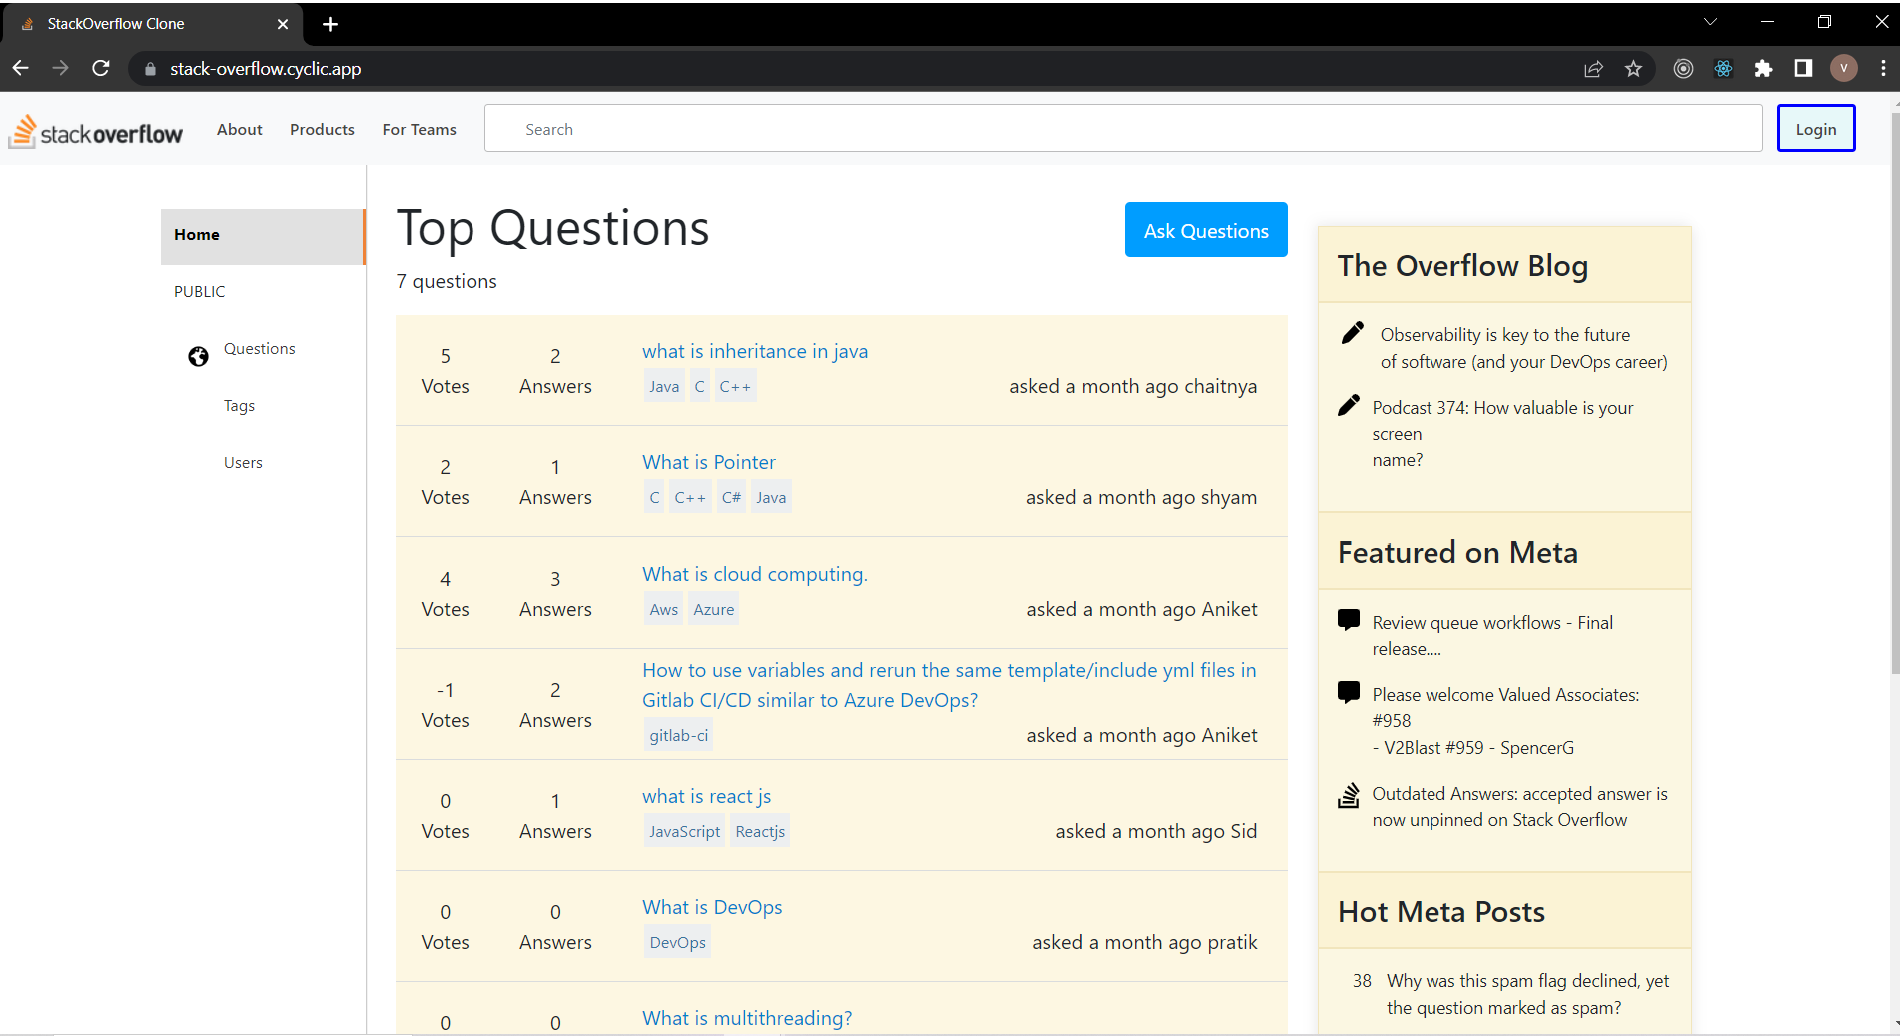 StackOverflow Clone
stack-overflow.cyclic.app
V
stackoverflow
About
Products
For Teams
Search
Login
Home
PUBLIC
Questions
Tags
Users
Top Questions
Ask Questions
7 questions
5
Votes
2
Answers
what is inheritance in java
Java C C++
asked a month ago chaitnya
2
Votes
1
Answers
What is Pointer
C C++ C# Java
asked a month ago shyam
4
Votes
3
Answers
What is cloud computing.
Aws Azure
asked a month ago Aniket
-1
Votes
2
Answers
How to use variables and rerun the same template/include yml files in
Gitlab CI/CD similar to Azure DevOps?
gitlab-ci
asked a month ago Aniket
0
Votes
1
Answers
what is react js
JavaScript Reactjs
asked a month ago Sid
0
Votes
0
Answers
What is DevOps
DevOps
asked a month ago pratik
0
0
What is multithreading?
The Overflow Blog
Observability is key to the future
of software (and your DevOps career)
Podcast 374: How valuable is your
screen
name?
Featured on Meta
Review queue workflows - Final
release....
Please welcome Valued Associates:
#958
- V2Blast #959 - SpencerG
Outdated Answers: accepted answer is
now unpinned on Stack Overflow
Hot Meta Posts
38 Why was this spam flag declined, yet
the question marked as spam?